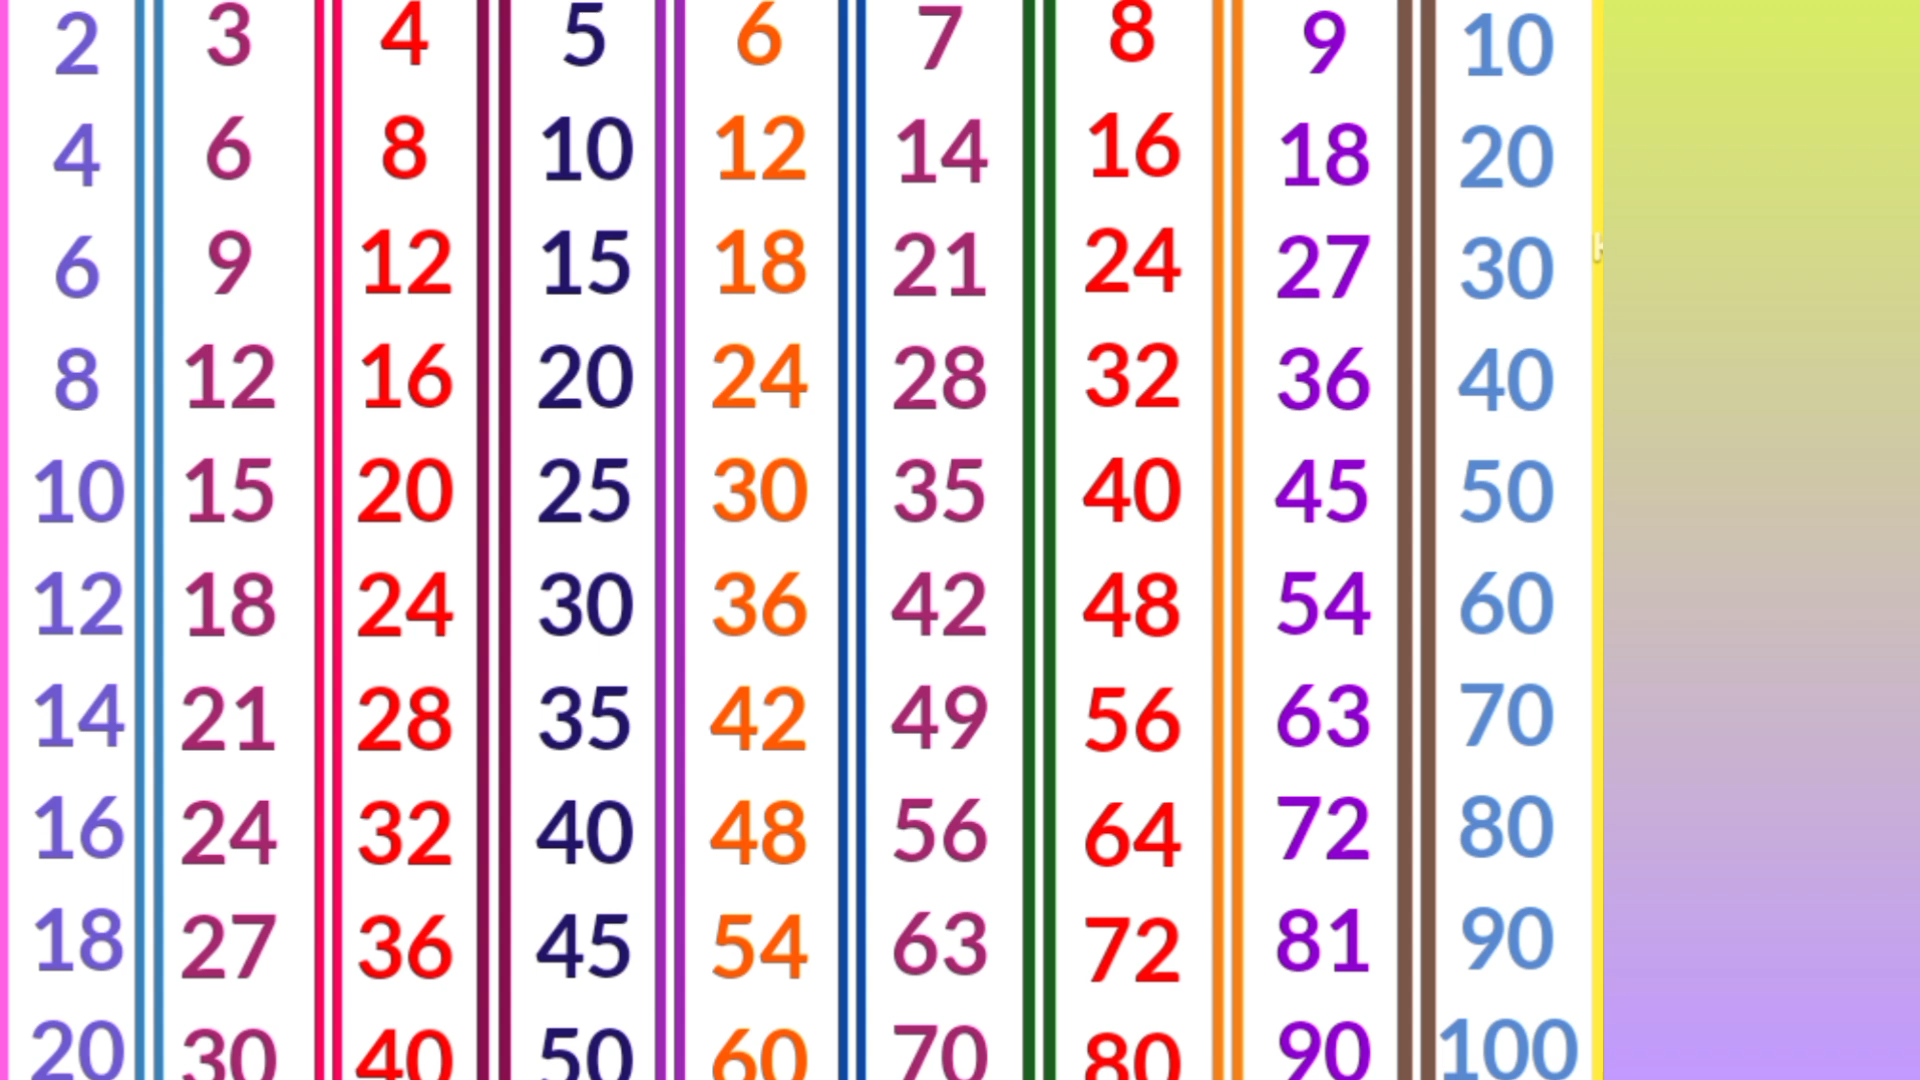 2 3 4 5 6 7 8 9 10
4 6 8 10 12 14 16 18 20
6 9 12 15 18 21 24 27 30
8 12 16 20 24 28 32 36 40
10 15 20 25 30 35 40 45 50
12 18 24 30 36 42 48 54 60
14 21 28 35 42 49 56 63 70
16 24 32 40 48 56 64 72 80
18 27 36 45 54 63 72 81 90
20 30 40 50 60 70 80 90 100